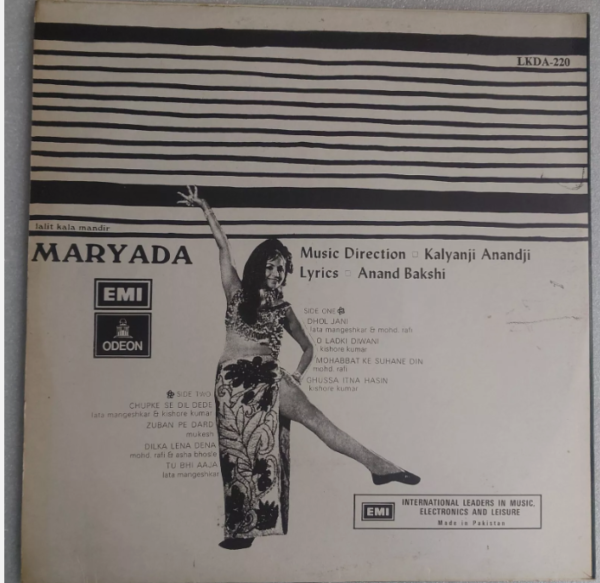 LKDA-220
lalit kala mandir
MARYADA
Music Direction ▫ Kalyanji Anandji
Lyrics ▫ Anand Bakshi
EMI
ODEON
SIDE ONE
DHOL JANI
lata mangeshkar & mohd. rafi
O LADKI DIWANI
kishore kumar
MOHABBAT KE SUHANE DIN
mohd. rafi
GHUSSA ITNA HASIN
kishore kumar
SIDE TWO
CHUPKE SE DIL DEDE
lata mangeshkar & kishore kumar
ZUBAN PE DARD
mukesh
DILKA LENA DENA
mohd. rafi & asha bhosle
TU BHI AAJA
lata mangeshkar
EMI
INTERNATIONAL LEADERS IN MUSIC,
ELECTRONICS AND LEISURE
Made in Pakistan